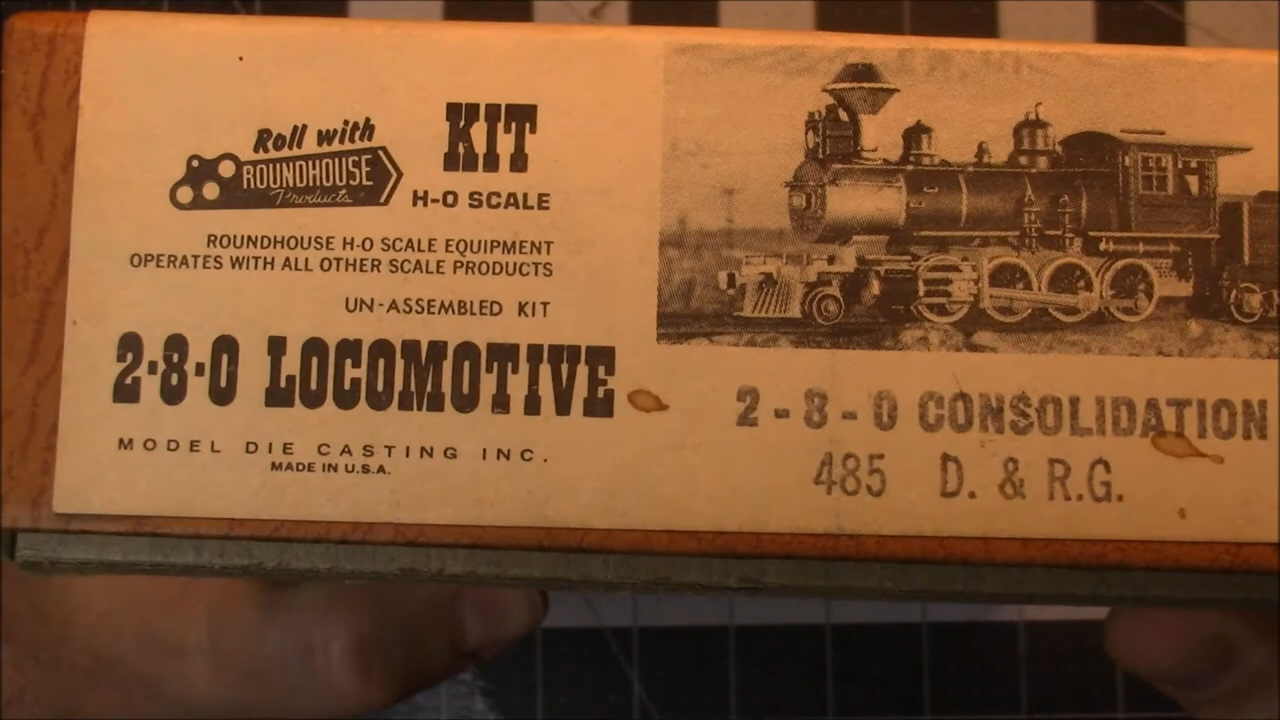 Roll with
ROUNDHOUSE
Products
KIT
H-O SCALE
ROUNDHOUSE H-O SCALE EQUIPMENT
OPERATES WITH ALL OTHER SCALE PRODUCTS
UN-ASSEMBLED KIT
2-8-0 LOCOMOTIVE
MODEL DIE CASTING INC.
MADE IN U.S.A.
2-8-0 CONSOLIDATION
485 D. & R.G.